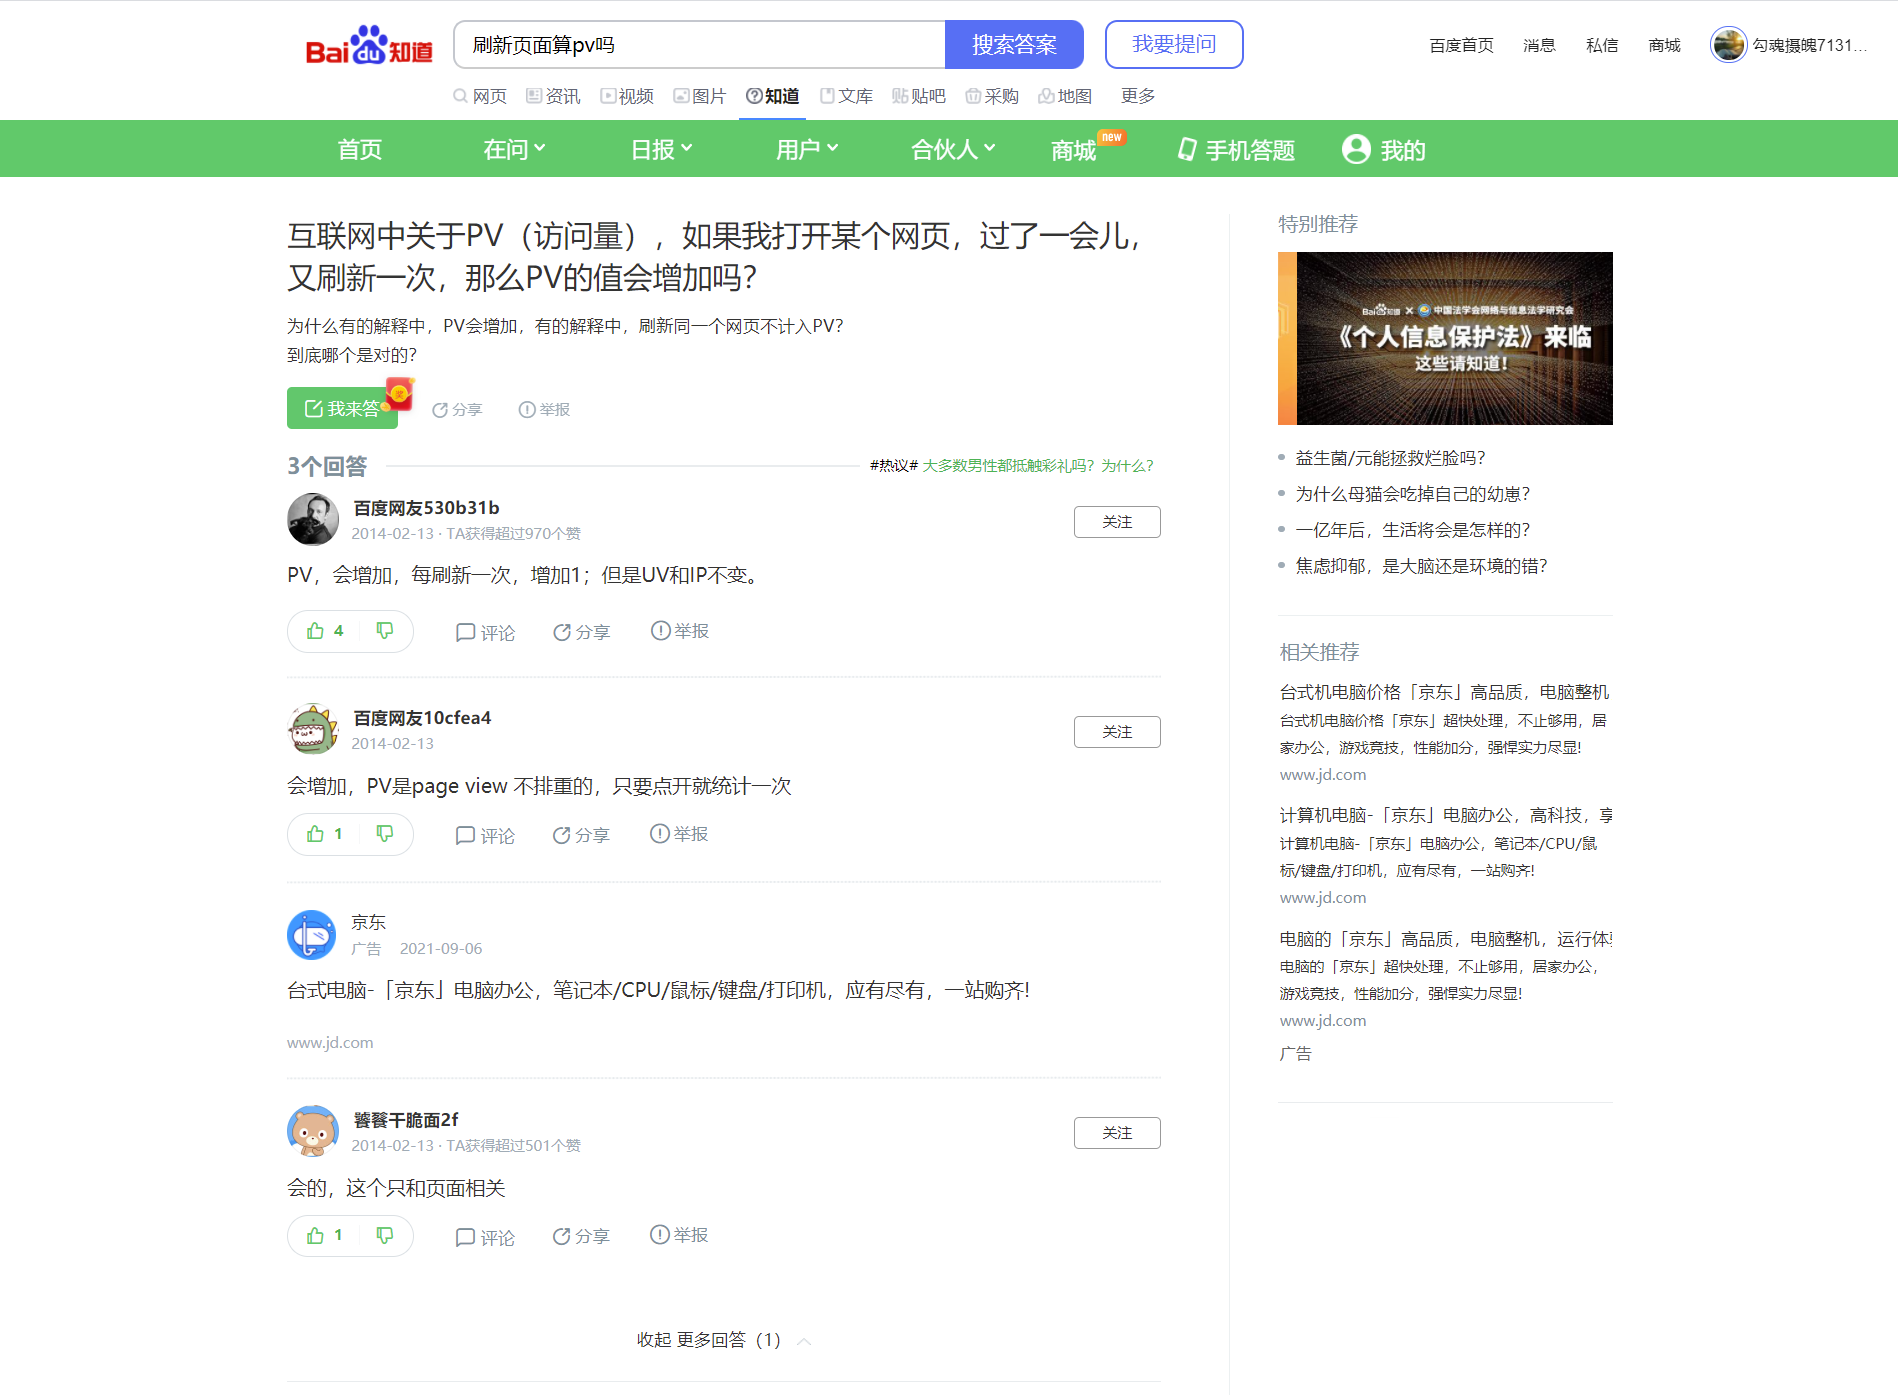 Bai du 知道
刷新页面算pv吗
搜索答案
我要提问
百度首页
消息
私信
商城
勾魂摄魄7131...
网页
资讯
视频
图片
知道
文库
贴吧
采购
地图
更多
首页
在问
日报
用户
合伙人
商城
new
手机答题
我的
互联网中关于PV（访问量），如果我打开某个网页，过了一会儿，
又刷新一次，那么PV的值会增加吗？
为什么有的解释中，PV会增加，有的解释中，刷新同一个网页不计入PV？
到底哪个是对的？
我来答
奖
分享
举报
3个回答
#热议# 大多数男性都抵触彩礼吗？为什么？
百度网友530b31b
2014-02-13 · TA获得超过970个赞
关注
PV，会增加，每刷新一次，增加1；但是UV和IP不变。
4
评论
分享
举报
百度网友10cfea4
2014-02-13
关注
会增加，PV是page view 不排重的，只要点开就统计一次
1
评论
分享
举报
京东
广告 2021-09-06
台式电脑-「京东」电脑办公，笔记本/CPU/鼠标/键盘/打印机，应有尽有，一站购齐!
www.jd.com
饕餮干脆面2f
2014-02-13 · TA获得超过501个赞
关注
会的，这个只和页面相关
1
评论
分享
举报
收起 更多回答（1）
特别推荐
Bai知道 × 中国法学会网络与信息法学研究会
《个人信息保护法》来临
这些请知道！
益生菌/元能拯救烂脸吗？
为什么母猫会吃掉自己的幼崽？
一亿年后，生活将会是怎样的？
焦虑抑郁，是大脑还是环境的错？
相关推荐
台式机电脑价格「京东」高品质，电脑整机
台式机电脑价格「京东」超快处理，不止够用，居
家办公，游戏竞技，性能加分，强悍实力尽显!
www.jd.com
计算机电脑-「京东」电脑办公，高科技，享
计算机电脑-「京东」电脑办公，笔记本/CPU/鼠
标/键盘/打印机，应有尽有，一站购齐!
www.jd.com
电脑的「京东」高品质，电脑整机，运行体
电脑的「京东」超快处理，不止够用，居家办公，
游戏竞技，性能加分，强悍实力尽显!
www.jd.com
广告